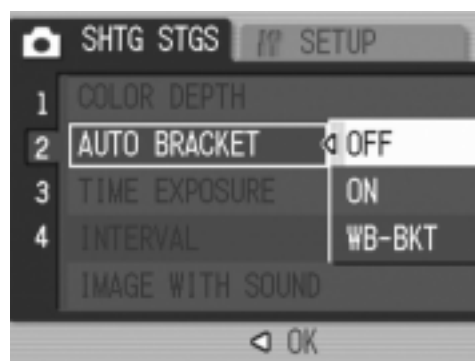 SHTG STGS SETUP
1 COLOR DEPTH
2 AUTO BRACKET OFF
3 TIME EXPOSURE ON
4 INTERVAL WB-BKT
IMAGE WITH SOUND
OK